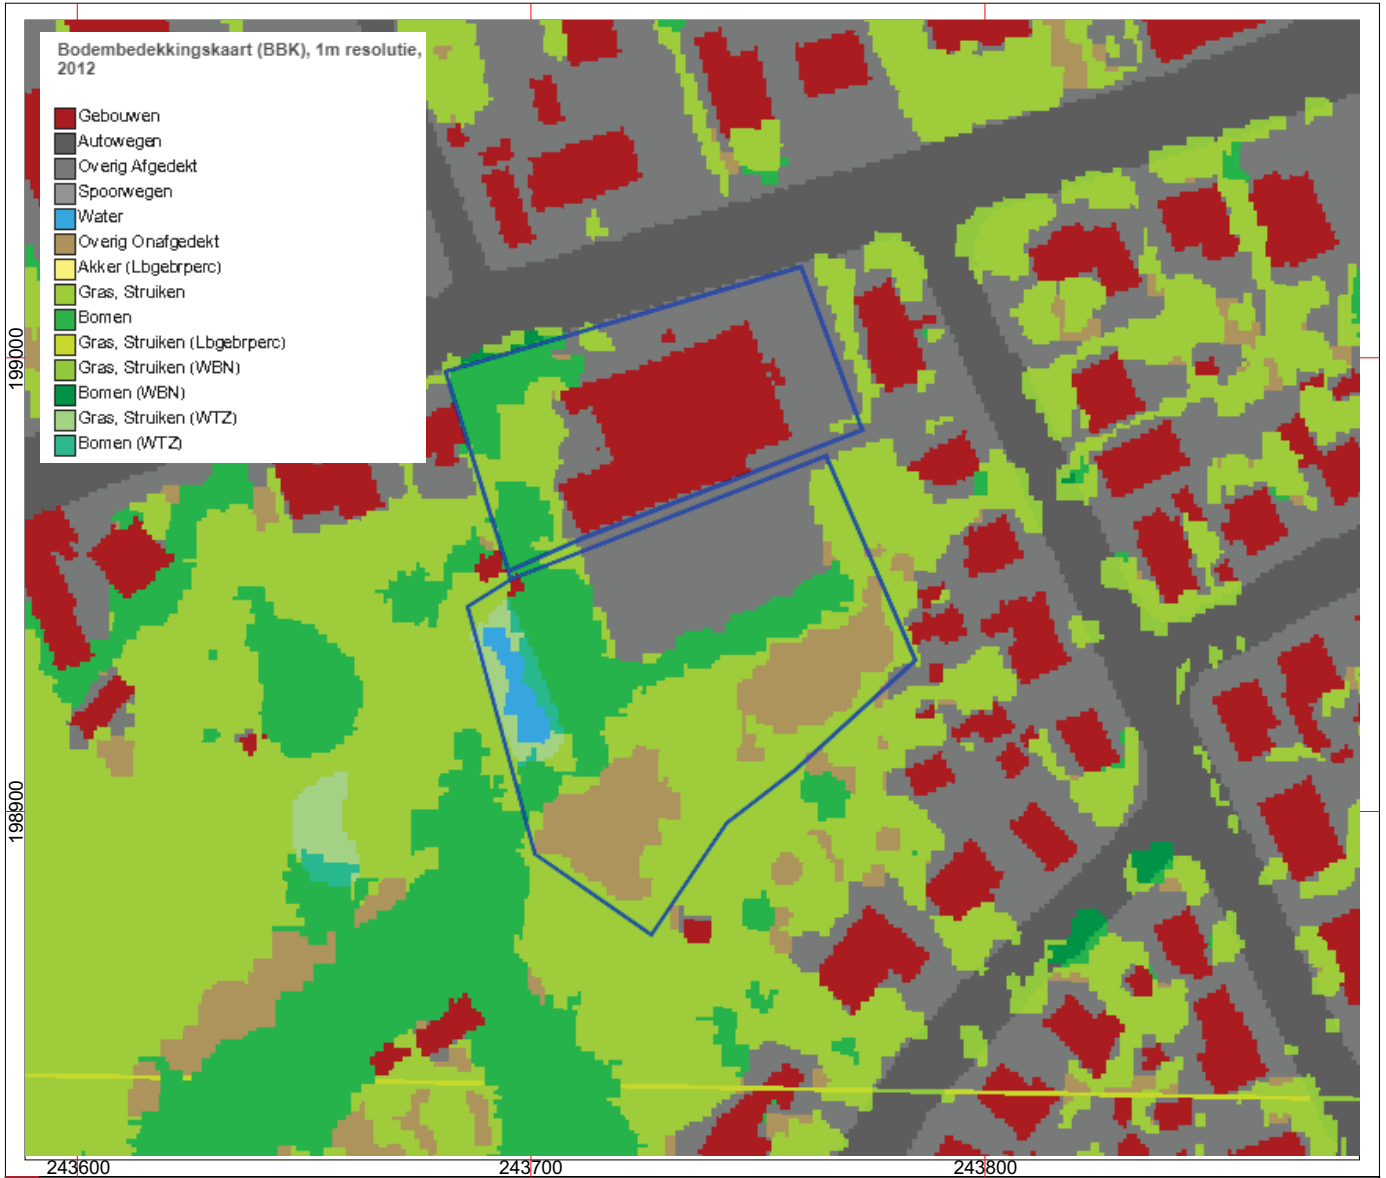 Bodembedekkingskaart (BBK), 1m resolutie,
2012
Gebouwen
Autowegen
Overig Afgedekt
Spoorwegen
Water
Overig Onafgedekt
Akker (Lbgebrperc)
Gras, Struiken
Bomen
Gras, Struiken (Lbgebrperc)
Gras, Struiken (WBN)
Bomen (WBN)
Gras, Struiken (WTZ)
Bomen (WTZ)
199000
198900
243600
243700
243800